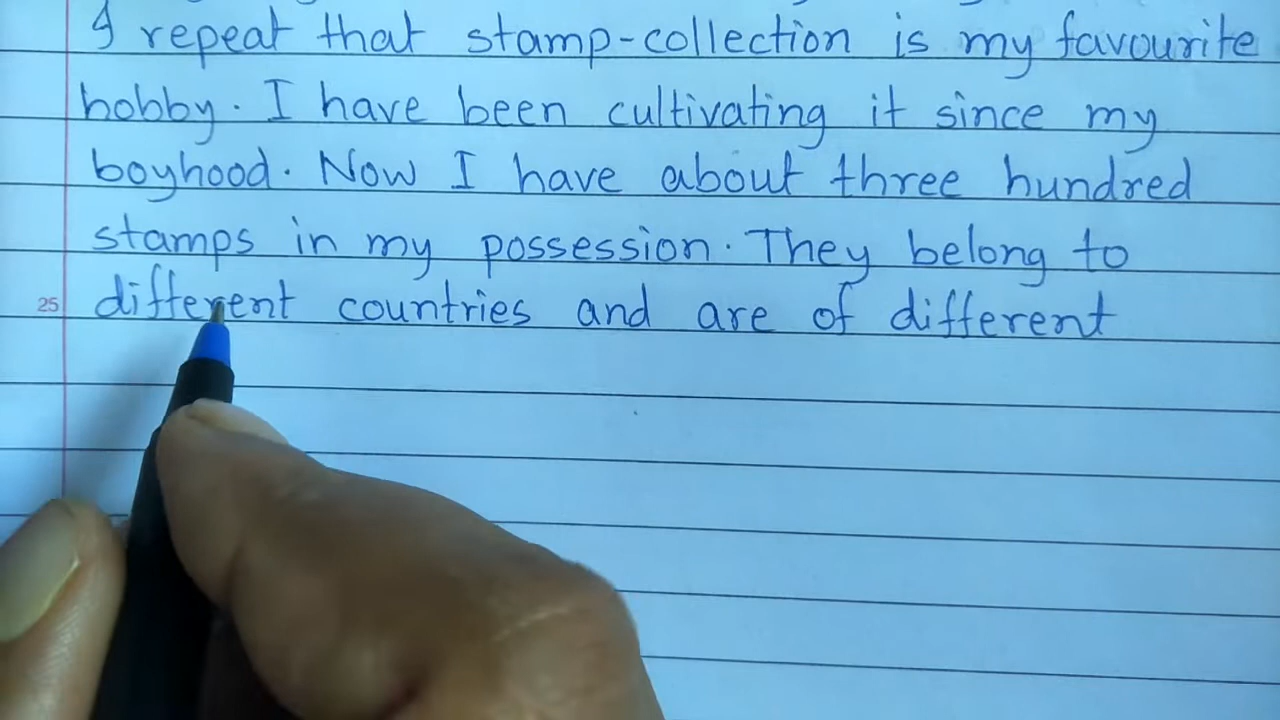 I repeat that stamp-collection is my favourite
hobby. I have been cultivating it since my
boyhood. Now I have about three hundred
stamps in my possession. They belong to
25 different countries and are of different